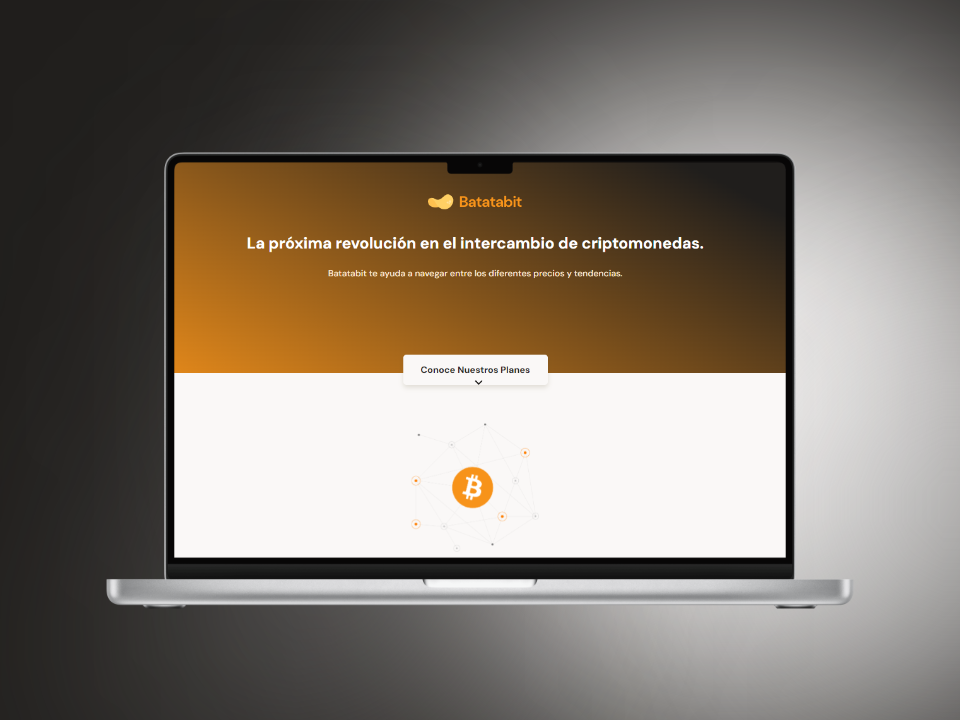 Batatabit
La próxima revolución en el intercambio de criptomonedas.
Batatabit te ayuda a navegar entre los diferentes precios y tendencias.
Conoce Nuestros Planes